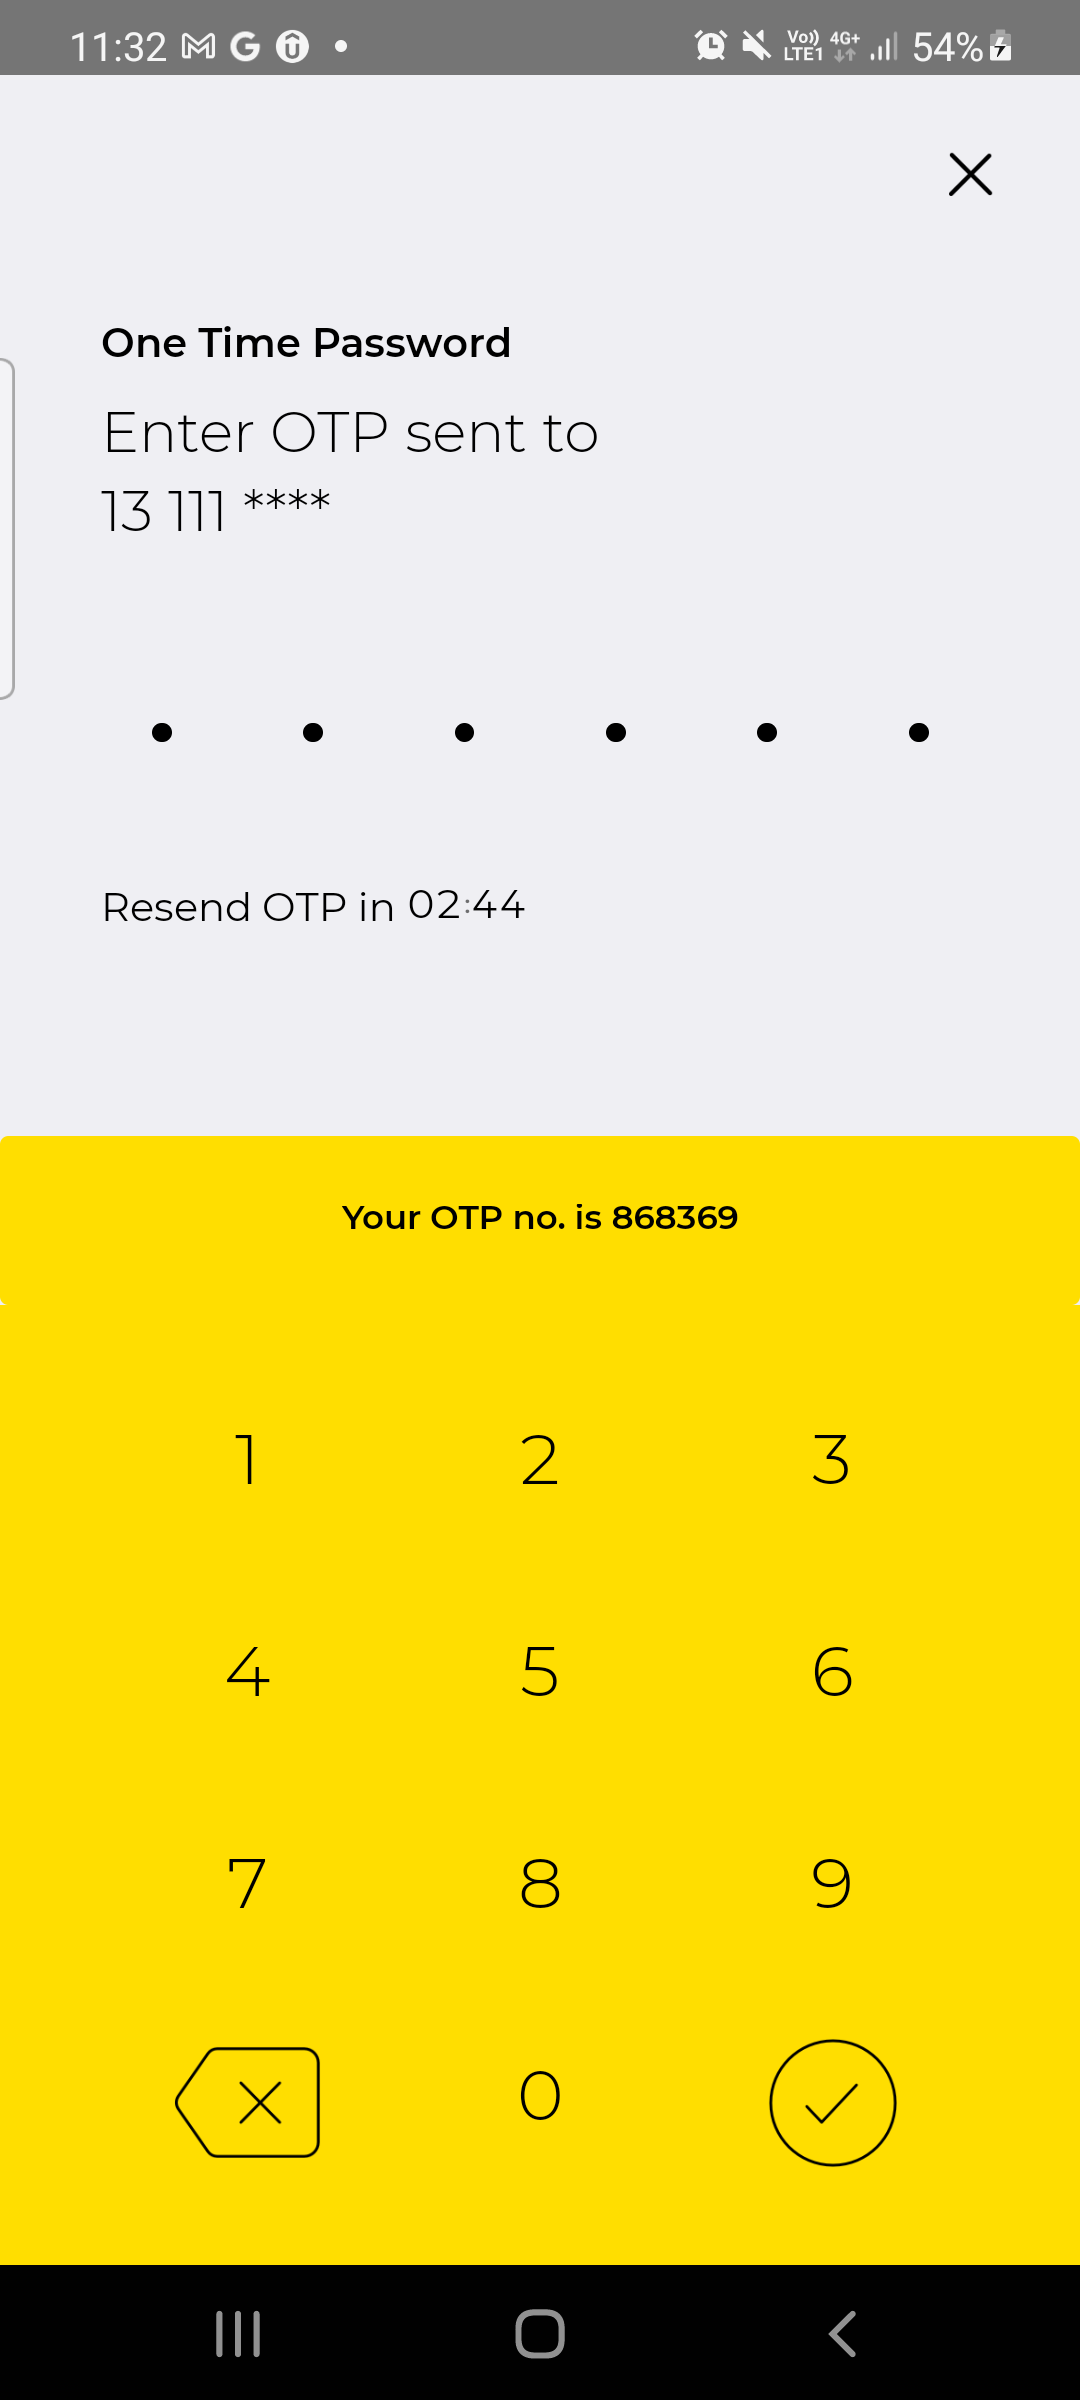 11:32 Vo)) LTE1 4G+ 54%
One Time Password
Enter OTP sent to
13 111 ****
Resend OTP in 02:44
Your OTP no. is 868369
1 2 3
4 5 6
7 8 9
0